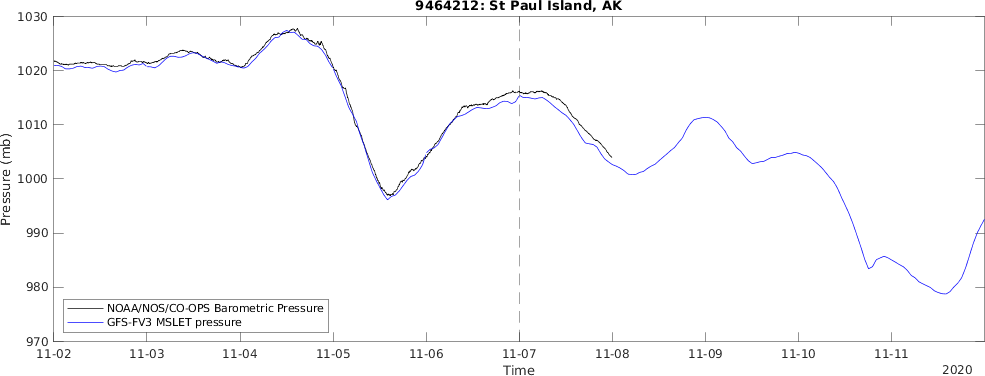 9464212: St Paul Island, AK
Pressure (mb)
1030
1020
1010
1000
990
980
970
NOAA/NOS/CO-OPS Barometric Pressure
GFS-FV3 MSLET pressure
11-02 11-03 11-04 11-05 11-06 11-07 11-08 11-09 11-10 11-11
Time
2020